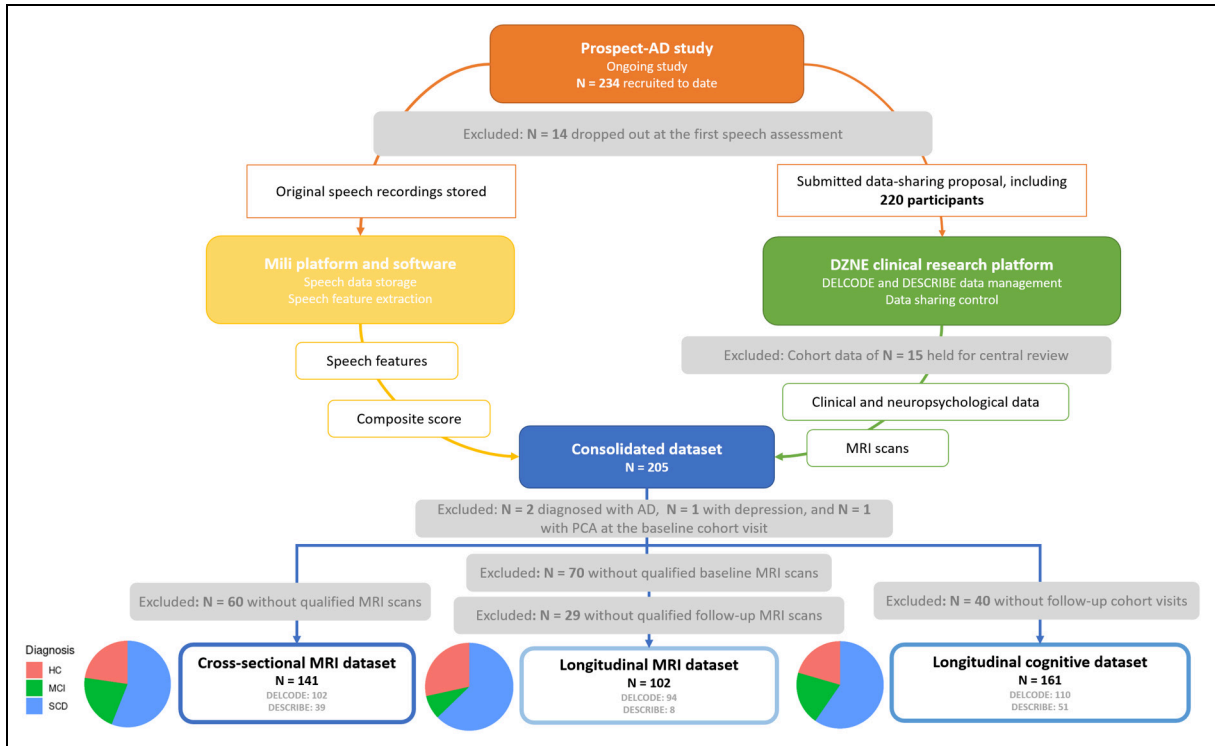 Prospect-AD study
Ongoing study
N = 234 recruited to date
Excluded: N = 14 dropped out at the first speech assessment
Original speech recordings stored
Submitted data-sharing proposal, including
220 participants
Mili platform and software
Speech data storage
Speech feature extraction
DZNE clinical research platform
DELCODE and DESCRIBE data management
Data sharing control
Speech features
Excluded: Cohort data of N = 15 held for central review
Composite score
Clinical and neuropsychological data
MRI scans
Consolidated dataset
N = 205
Excluded: N = 2 diagnosed with AD, N = 1 with depression, and N = 1
with PCA at the baseline cohort visit
Excluded: N = 60 without qualified MRI scans
Excluded: N = 70 without qualified baseline MRI scans
Excluded: N = 29 without qualified follow-up MRI scans
Excluded: N = 40 without follow-up cohort visits
Diagnosis
HC
MCI
SCD
Cross-sectional MRI dataset
N = 141
DELCODE: 102
DESCRIBE: 39
Longitudinal MRI dataset
N = 102
DELCODE: 94
DESCRIBE: 8
Longitudinal cognitive dataset
N = 161
DELCODE: 110
DESCRIBE: 51